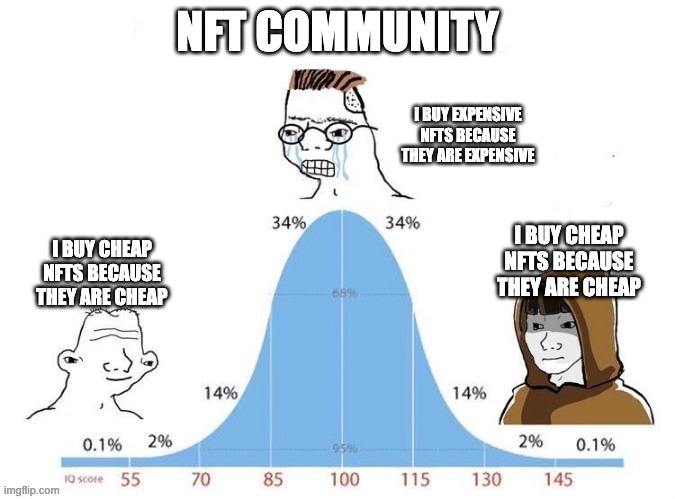 NFT COMMUNITY
I BUY EXPENSIVE
NFTS BECAUSE
THEY ARE EXPENSIVE
34%
34%
I BUY CHEAP
NFTS BECAUSE
THEY ARE CHEAP
I BUY CHEAP
NFTS BECAUSE
THEY ARE CHEAP
68%
14%
14%
0.1%
2%
95%
2%
0.1%
IQ score 55 70 85 100 115 130 145
imgflip.com